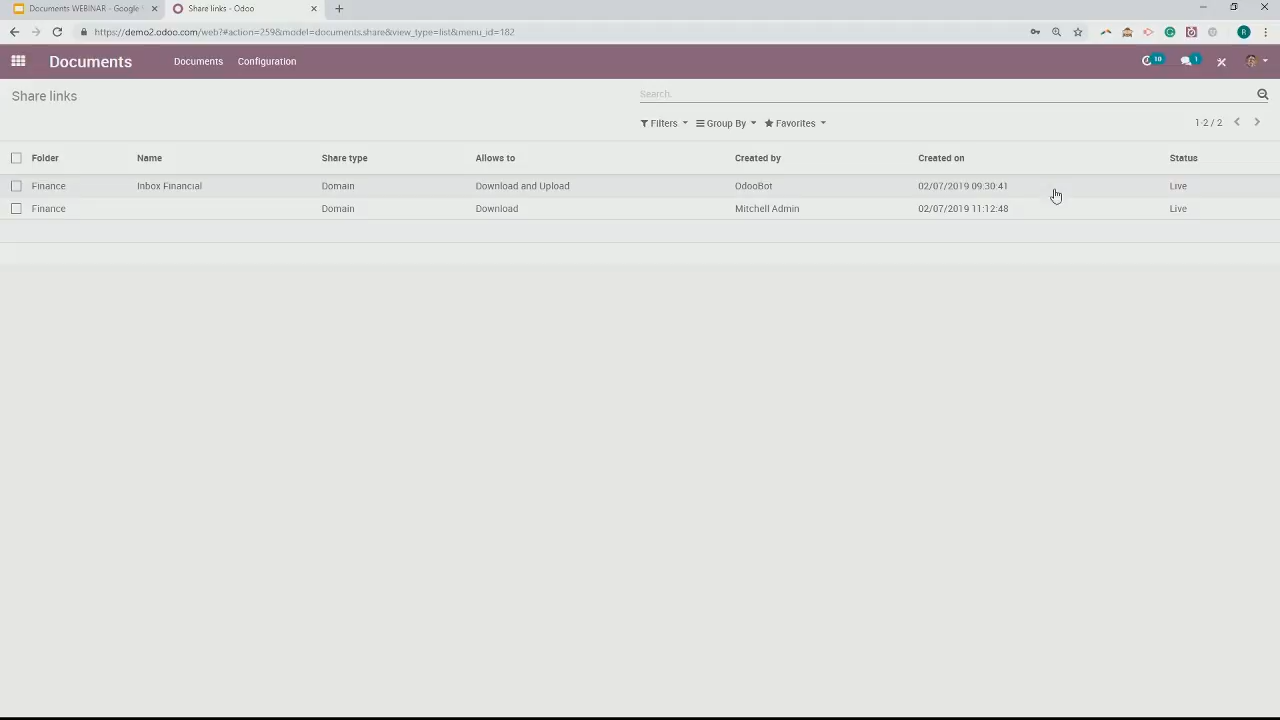 Documents WEBINAR - Google
Share links - Odoo
https://demo2.odoo.com/web?#action=259&model=documents.share&view_type=list&menu_id=182
Documents
Documents Configuration
10
1
Share links
Search...
Filters Group By Favorites
1-2 / 2
Folder Name Share type Allows to Created by Created on Status
Finance Inbox Financial Domain Download and Upload OdooBot 02/07/2019 09:30:41 Live
Finance Domain Download Mitchell Admin 02/07/2019 11:12:48 Live